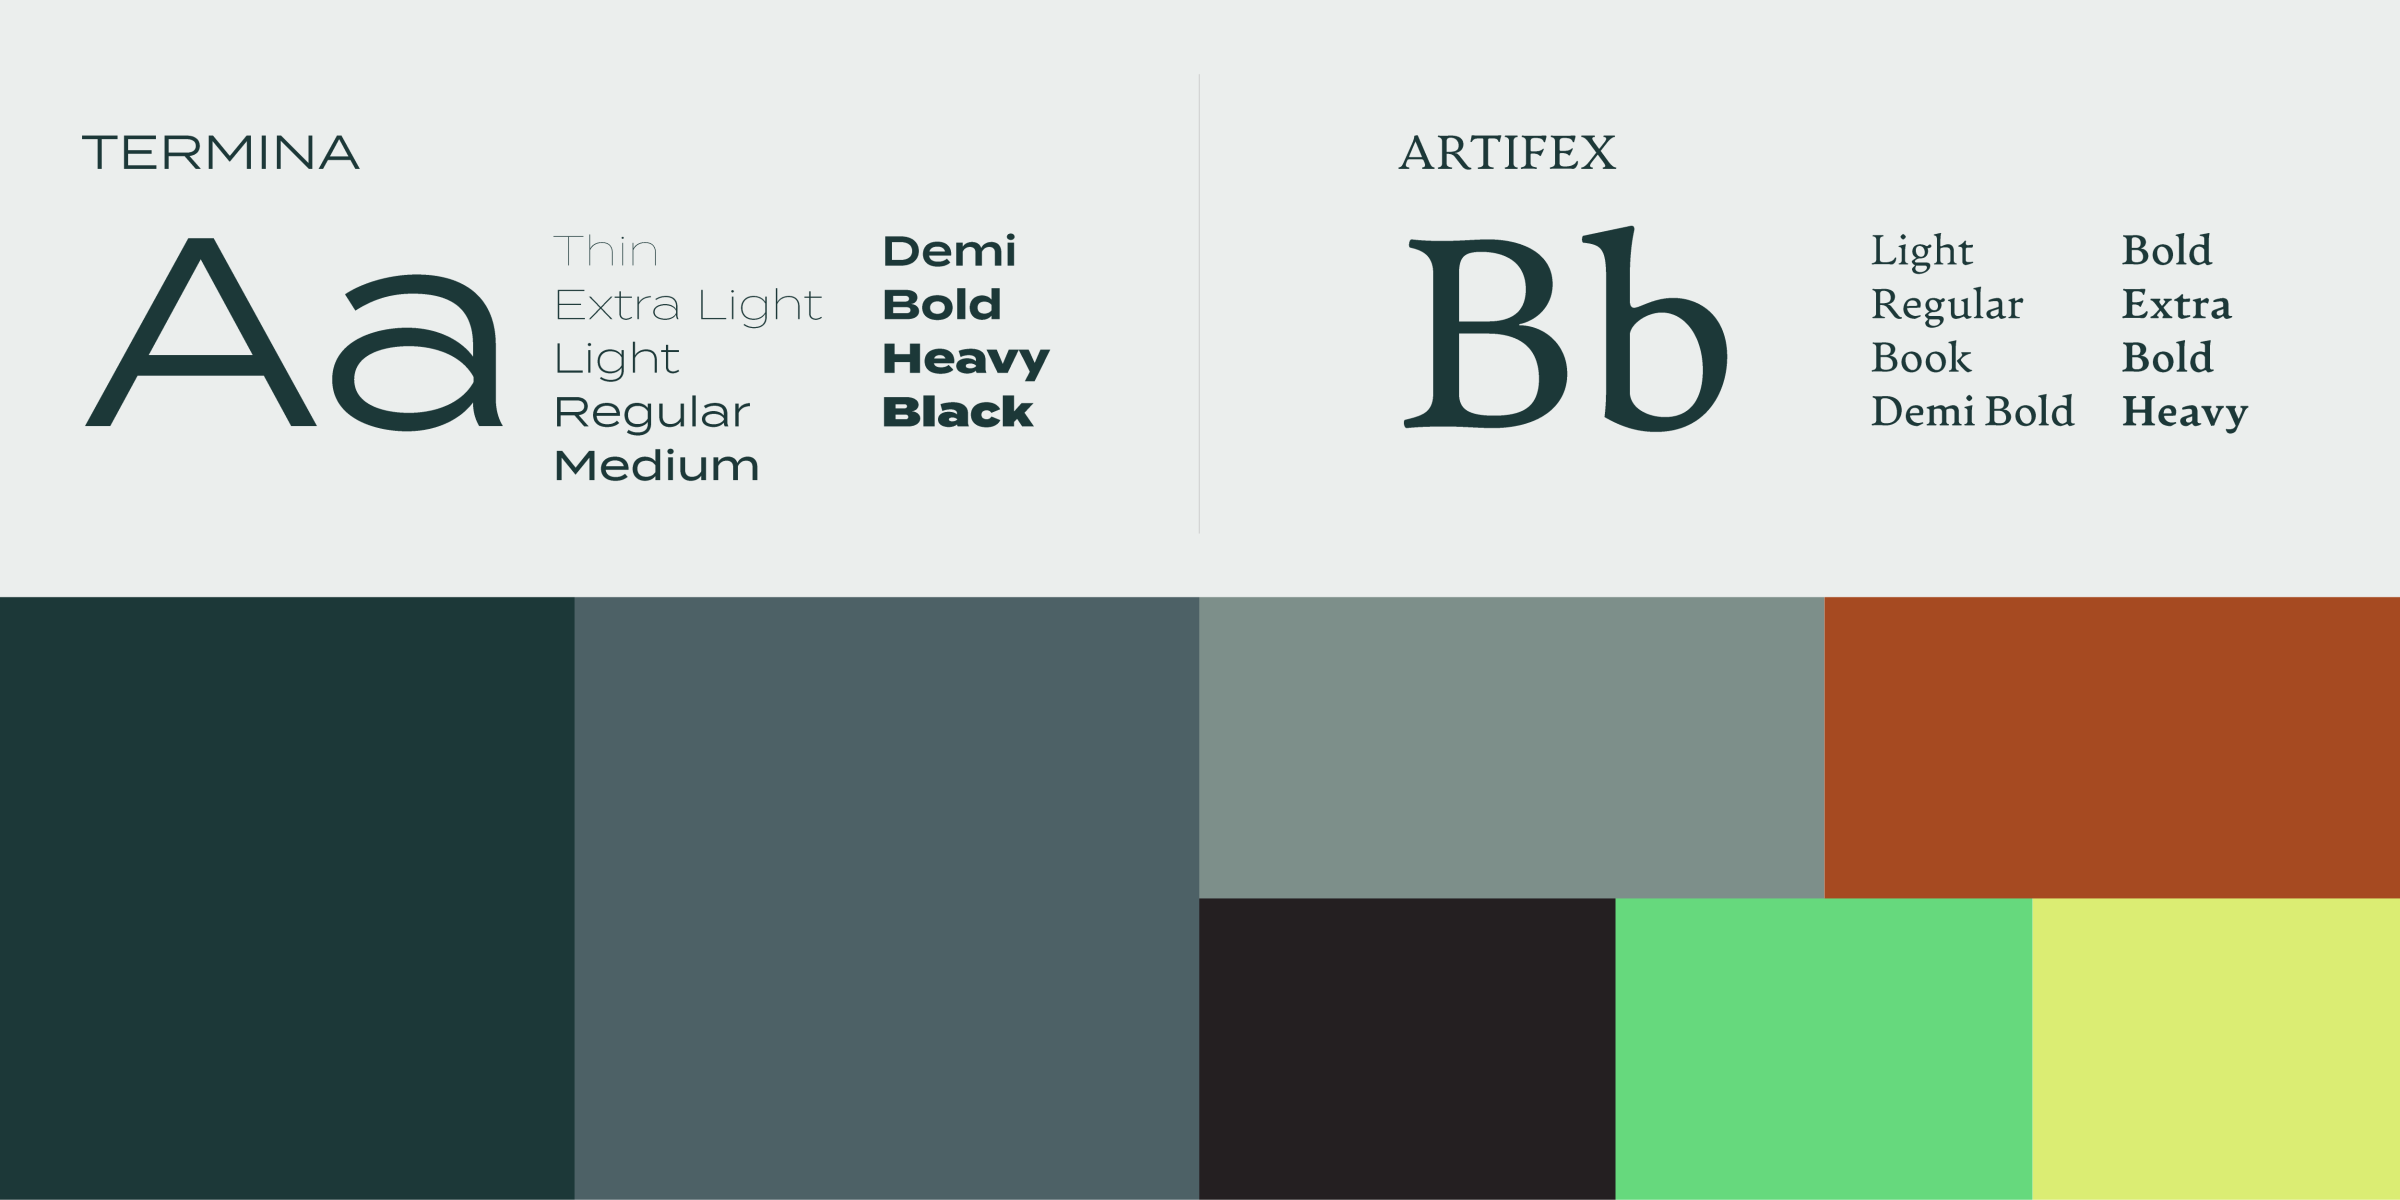 TERMINA
Aa
Thin
Extra Light
Light
Regular
Medium
Demi
Bold
Heavy
Black
ARTIFEX
Bb
Light
Regular
Book
Demi Bold
Bold
Extra
Bold
Heavy